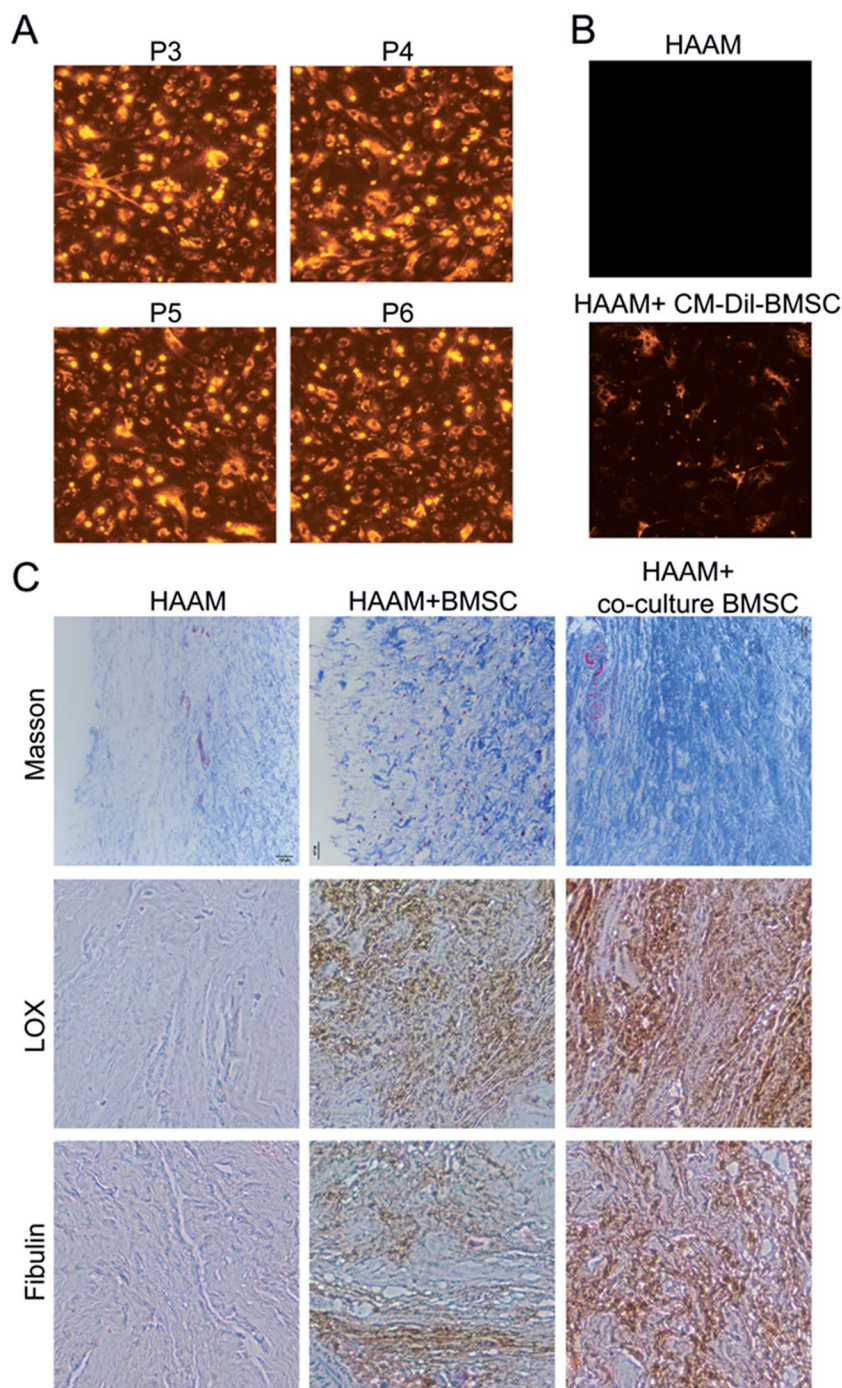 A
P3
P4
P5
P6
B
HAAM
HAAM+ CM-Dil-BMSC
C
HAAM
HAAM+BMSC
HAAM+
co-culture BMSC
Masson
LOX
Fibulin